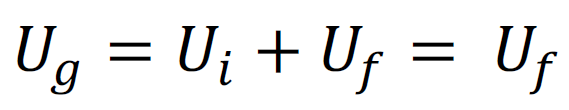 U_g = U_i + U_f = U_f